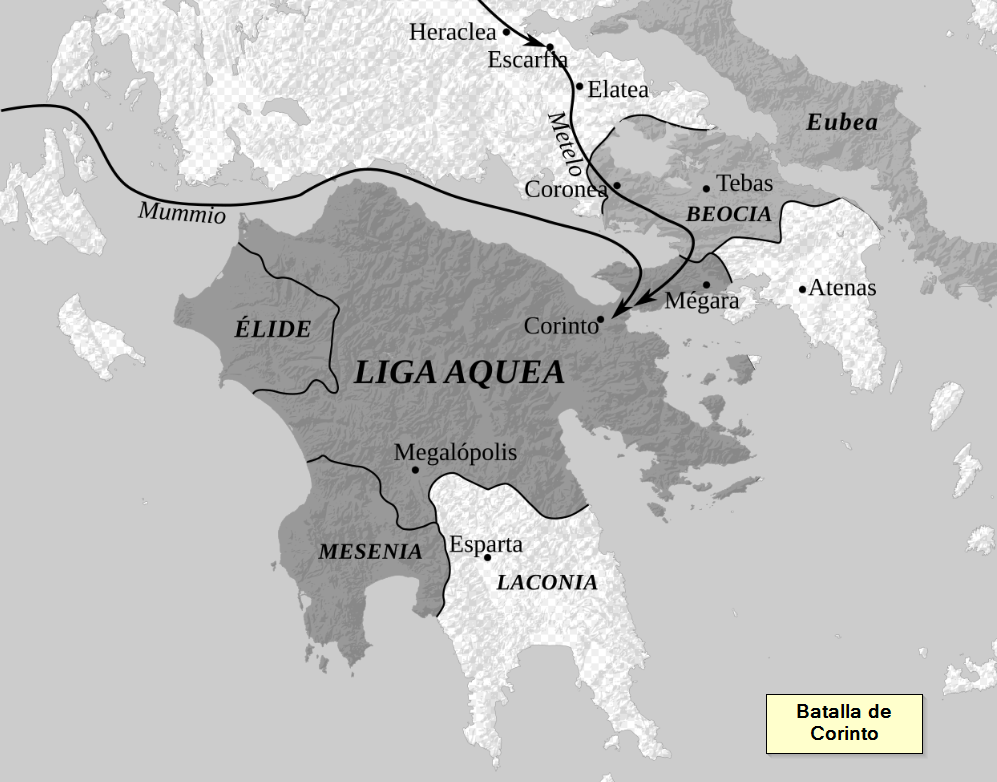 Heraclea
Escarfia
Elatea
Eubea
Metelo
Coronea
Tebas
Mummio
BEOCIA
Atenas
Mégara
Corinto
ÉLIDE
LIGA AQUEA
Megalópolis
MESENIA
Esparta
LACONIA
Batalla de
Corinto